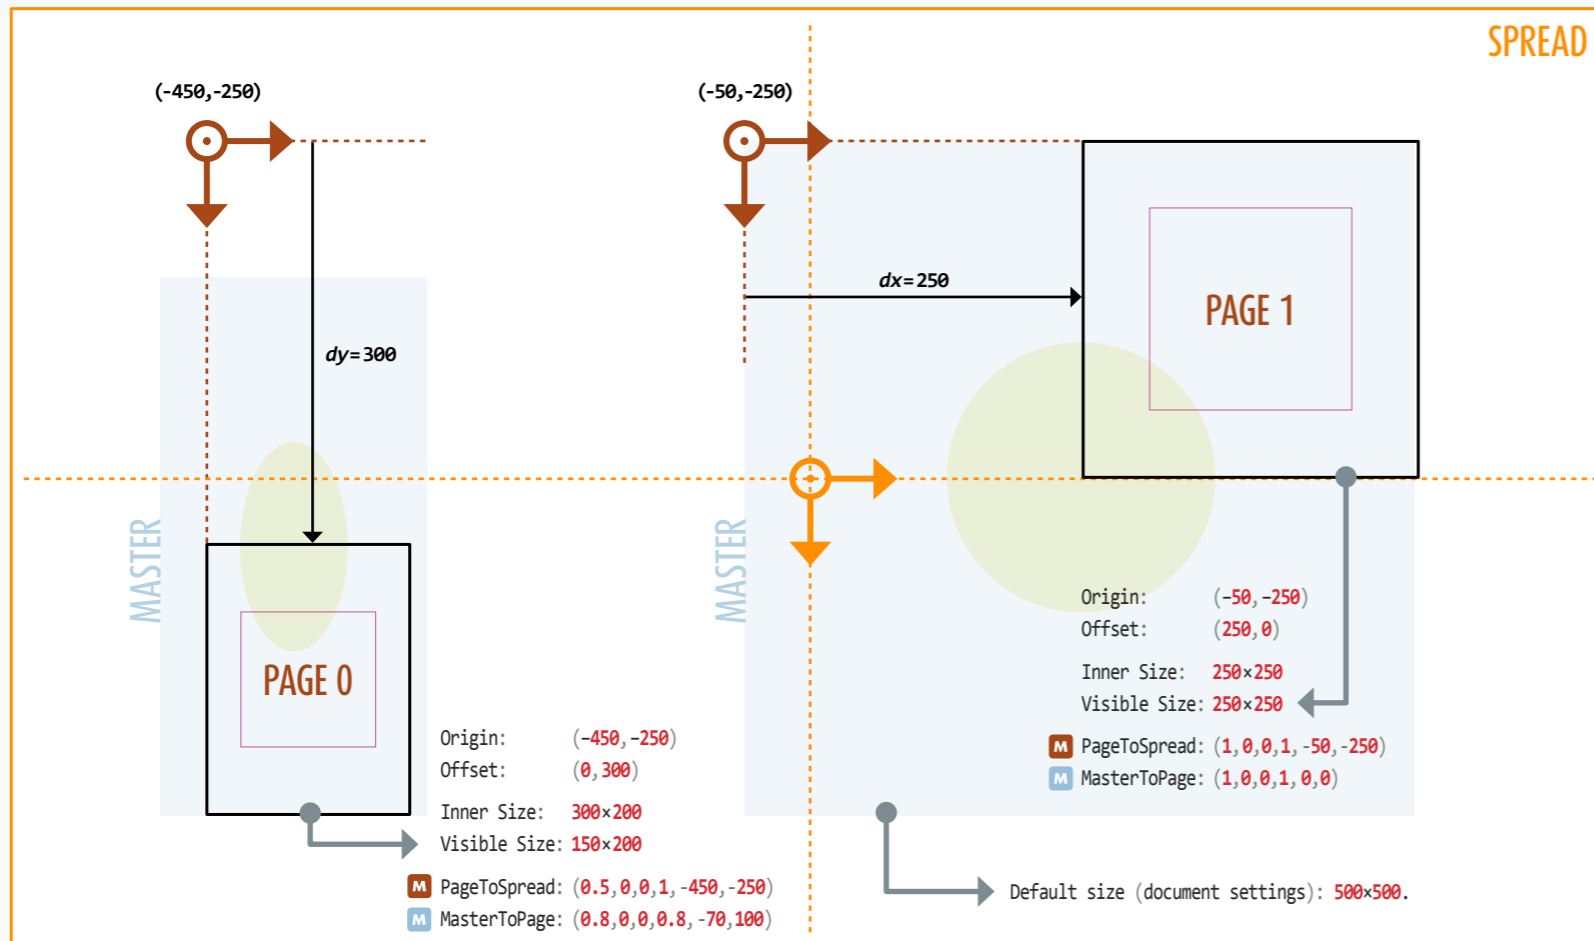 SPREAD
(-450,-250)
(-50,-250)
dx=250
PAGE 1
dy=300
MASTER
MASTER
PAGE 0
Origin: (-50,-250)
Offset: (250,0)
Inner Size: 250×250
Visible Size: 250×250
M PageToSpread: (1,0,0,1,-50,-250)
M MasterToPage: (1,0,0,1,0,0)
Origin: (-450,-250)
Offset: (0,300)
Inner Size: 300×200
Visible Size: 150×200
M PageToSpread: (0.5,0,0,1,-450,-250)
M MasterToPage: (0.8,0,0,0.8,-70,100)
Default size (document settings): 500×500.